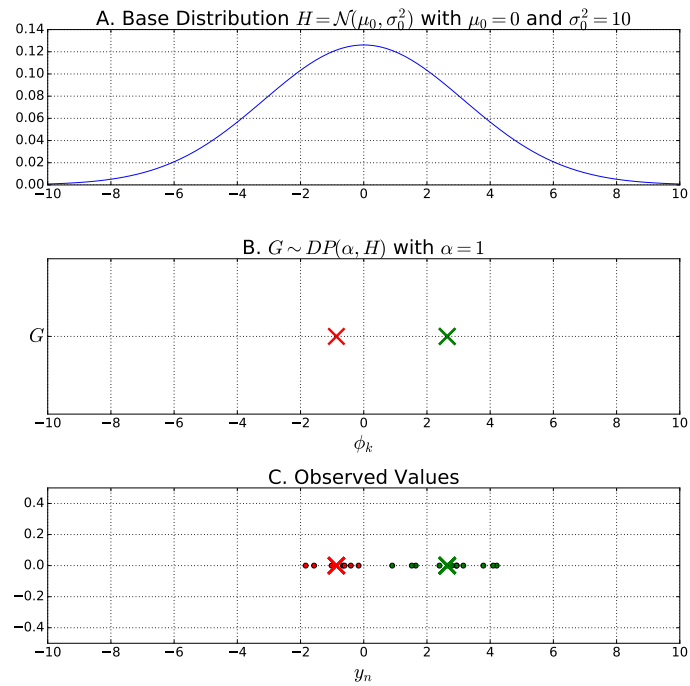 A. Base Distribution H = N(μ₀, σ₀²) with μ₀ = 0 and σ₀² = 10
0.14
0.12
0.10
0.08
0.06
0.04
0.02
0.00
−10 −8 −6 −4 −2 0 2 4 6 8 10
B. G ∼ DP(α, H) with α = 1
G
−10 −8 −6 −4 −2 0 2 4 6 8 10
ϕₖ
C. Observed Values
0.4
0.2
0.0
−0.2
−0.4
−10 −8 −6 −4 −2 0 2 4 6 8 10
yₙ